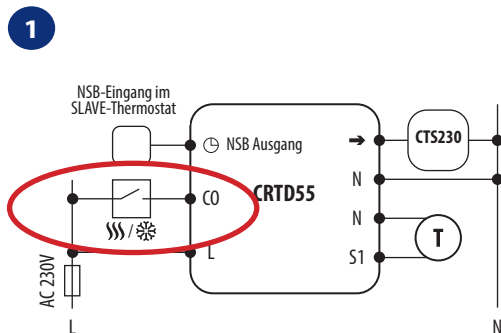 1
NSB-Eingang im
SLAVE-Thermostat
NSB Ausgang
CTS230
CO
CRTD55
N
N
L
S1
T
AC 230V
L
N